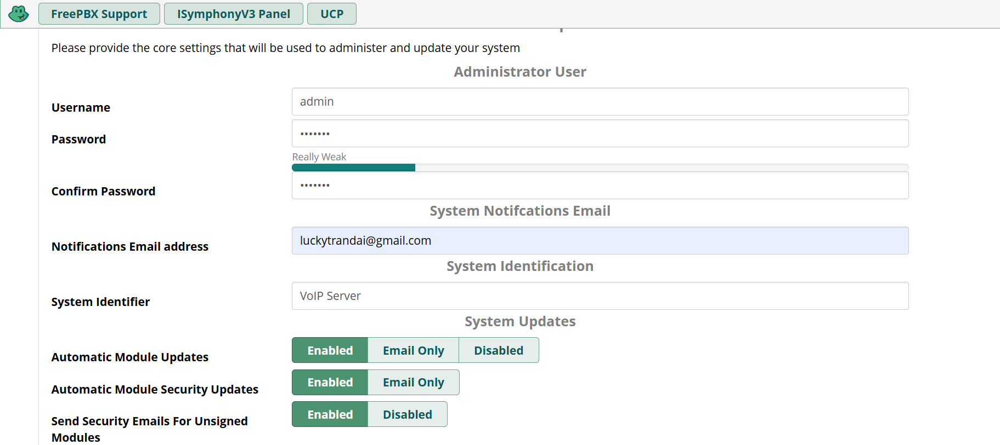 FreePBX Support ISymphonyV3 Panel UCP
Please provide the core settings that will be used to administer and update your system
Administrator User
Username admin
Password •••••••
Really Weak
Confirm Password •••••••
System Notifcations Email
Notifications Email address luckytrandai@gmail.com
System Identification
System Identifier VoIP Server
System Updates
Automatic Module Updates Enabled Email Only Disabled
Automatic Module Security Updates Enabled Email Only
Send Security Emails For Unsigned Enabled Disabled
Modules